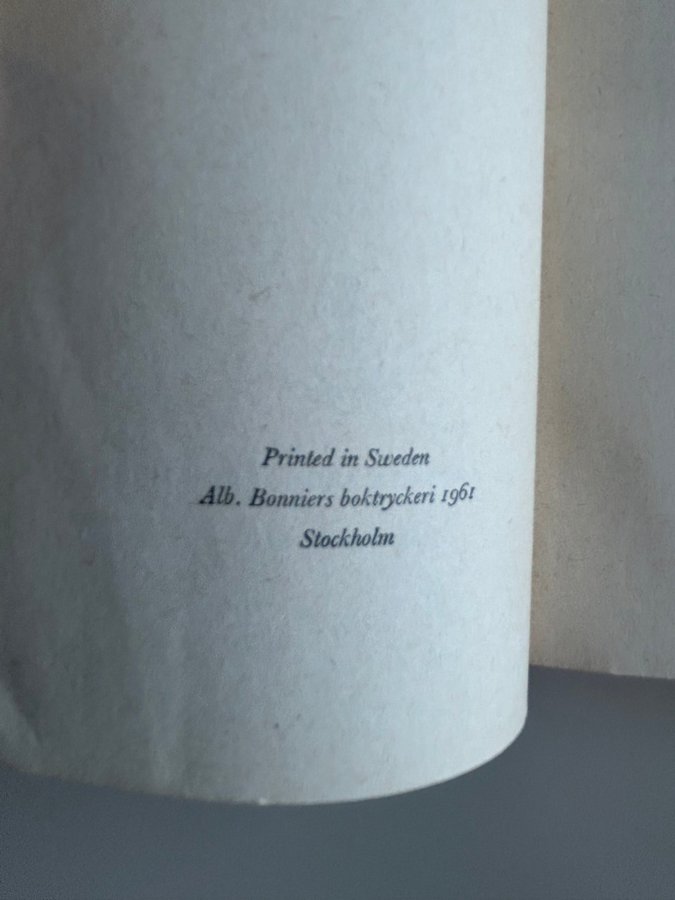 Printed in Sweden
Alb. Bonniers boktryckeri 1961
Stockholm